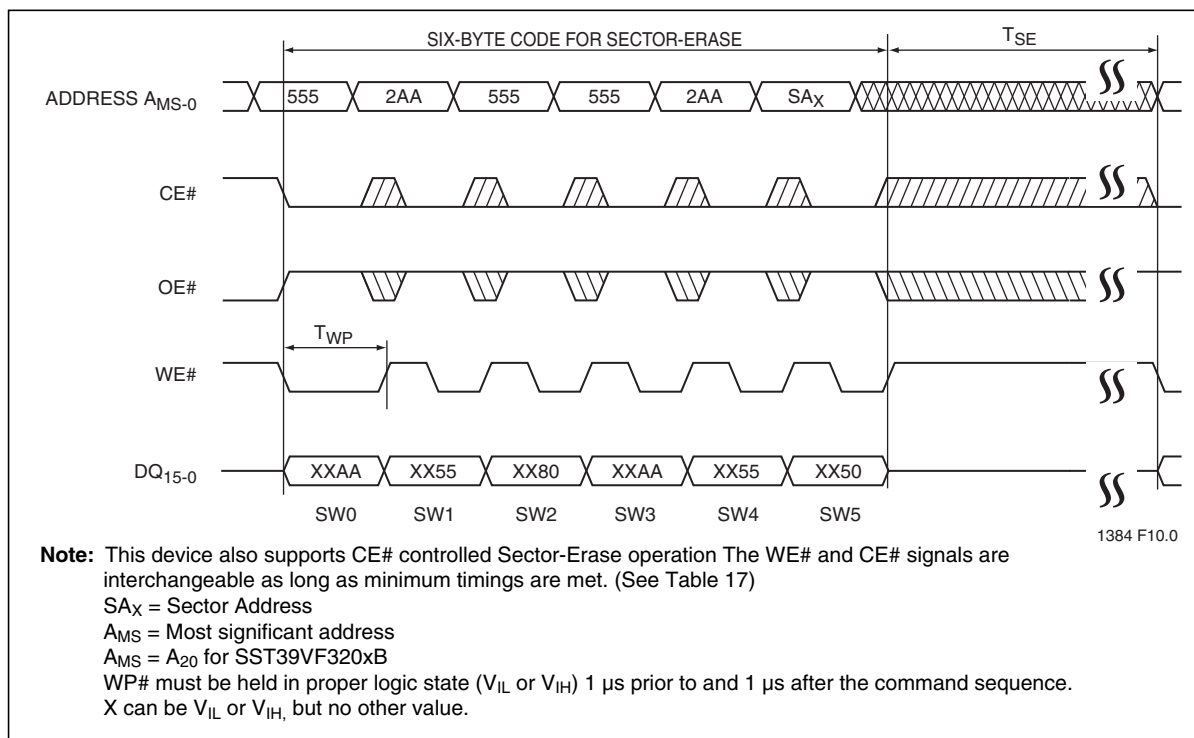 SIX-BYTE CODE FOR SECTOR-ERASE
TSE
ADDRESS AMS-0
555 2AA 555 555 2AA SAX
CE#
OE#
TWP
WE#
DQ15-0
XXAA XX55 XX80 XXAA XX55 XX50
SW0 SW1 SW2 SW3 SW4 SW5
1384 F10.0
Note: This device also supports CE# controlled Sector-Erase operation The WE# and CE# signals are
interchangeable as long as minimum timings are met. (See Table 17)
SAX = Sector Address
AMS = Most significant address
AMS = A20 for SST39VF320xB
WP# must be held in proper logic state (VIL or VIH) 1 µs prior to and 1 µs after the command sequence.
X can be VIL or VIH, but no other value.